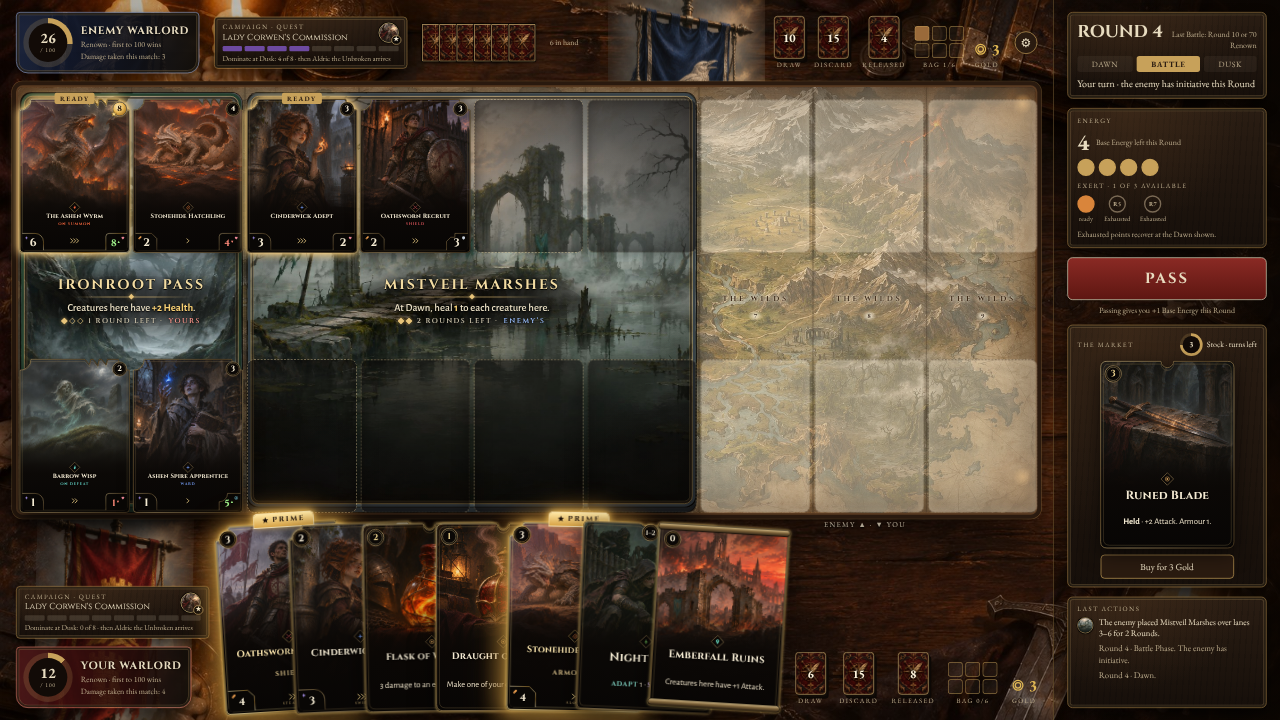 26
/ 100
ENEMY WARLORD
Renown · first to 100 wins
Damage taken this match: 3
CAMPAIGN · QUEST
LADY CORWEN'S COMMISSION
Dominate at Dusk: 4 of 8 · then Aldric the Unbroken arrives
6 in hand
10
DRAW
15
DISCARD
4
RELEASED
BAG 1/6
3
GOLD
ROUND 4
Last Battle: Round 10 or 70 Renown
DAWN
BATTLE
DUSK
Your turn · the enemy has initiative this Round
ENERGY
4
Base Energy left this Round
EXERT · 1 OF 3 AVAILABLE
R5
R7
ready
Exhausted
Exhausted
Exhausted points recover at the Dawn shown.
PASS
Passing gives you +1 Base Energy this Round
THE MARKET
3
Stock · turns left
3
RUNED BLADE
Held · +2 Attack. Armour 1.
Buy for 3 Gold
LAST ACTIONS
The enemy placed Mistveil Marshes over lanes 3–6 for 2 Rounds.
Round 4 · Battle Phase. The enemy has initiative.
Round 4 · Dawn.
READY
8
THE ASHEN WYRM
ON SUMMON
6
8
4
STONEHIDE HATCHLING
2
4
READY
3
CINDERWICK ADEPT
3
2
3
OATHSWORN RECRUIT
SHIELD
2
3
IRONROOT PASS
Creatures here have +2 Health.
1 ROUND LEFT · YOURS
MISTVEIL MARSHES
At Dawn, heal 1 to each creature here.
2 ROUNDS LEFT · ENEMY'S
THE WILDS
7
THE WILDS
8
THE WILDS
9
2
BARROW WISP
ON DEFEAT
1
1
3
ASHEN SPIRE APPRENTICE
WARD
1
5
ENEMY ▲ · ▼ YOU
CAMPAIGN · QUEST
LADY CORWEN'S COMMISSION
Dominate at Dusk: 0 of 8 · then Aldric the Unbroken arrives
12
/ 100
YOUR WARLORD
Renown · first to 100 wins
Damage taken this match: 4
★ PRIME
3
OATHSWOR
SHIE
4
2
CINDERWI
3
2
FLASK OF
3 damage to an e
1
DRAUGHT
Make one of your
★ PRIME
3
STONEHIDE
ARMO
4
1-2
NIGHT
ADAPT 1
0
EMBERFALL RUINS
Creatures here have +1 Attack.
6
DRAW
15
DISCARD
8
RELEASED
BAG 0/6
3
GOLD